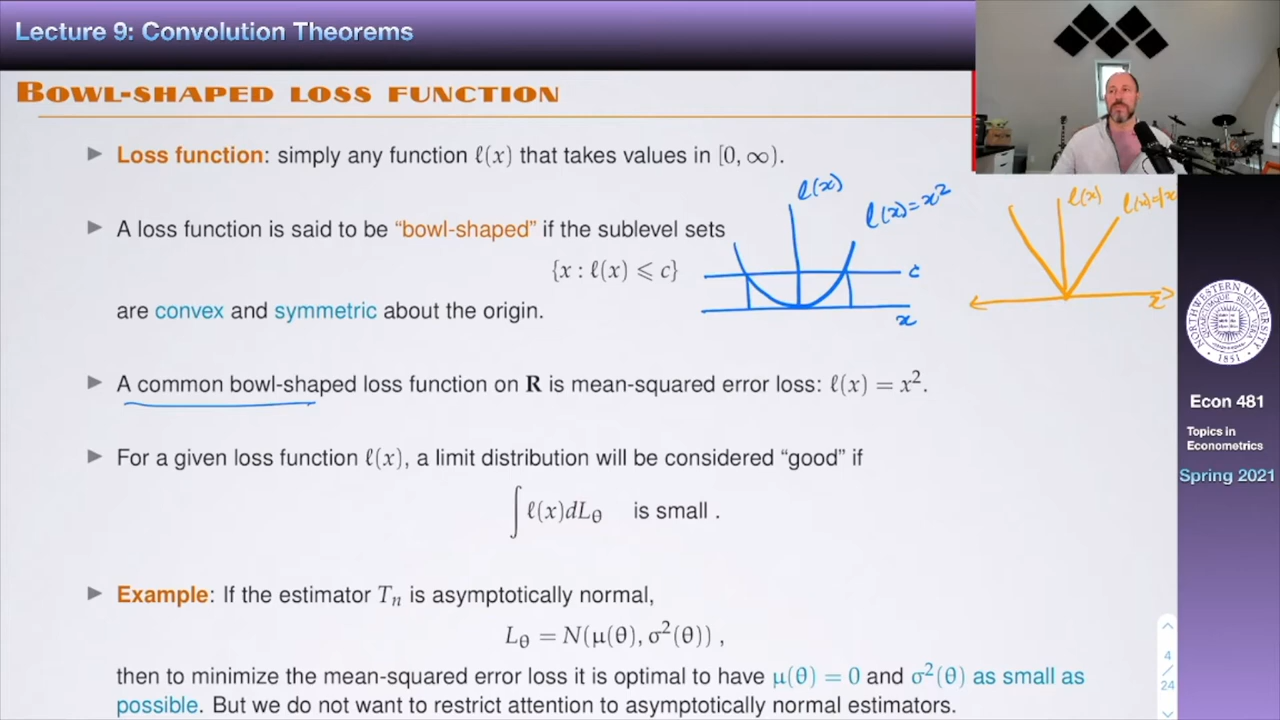 Lecture 9: Convolution Theorems
BOWL-SHAPED LOSS FUNCTION
▶ Loss function: simply any function ℓ(x) that takes values in [0, ∞).
ℓ(x)
ℓ(x)=x²
ℓ(x)
ℓ(x)=|x
▶ A loss function is said to be “bowl-shaped” if the sublevel sets
{x : ℓ(x) ⩽ c}
c
x
x
are convex and symmetric about the origin.
▶ A common bowl-shaped loss function on R is mean-squared error loss: ℓ(x) = x².
▶ For a given loss function ℓ(x), a limit distribution will be considered “good” if
∫ ℓ(x)dL_θ is small .
▶ Example: If the estimator T_n is asymptotically normal,
L_θ = N(μ(θ), σ²(θ)) ,
then to minimize the mean-squared error loss it is optimal to have μ(θ) = 0 and σ²(θ) as small as
possible. But we do not want to restrict attention to asymptotically normal estimators.
NORTHWESTERN UNIVERSITY
1851
Econ 481
Topics in
Econometrics
Spring 2021
4
/
24